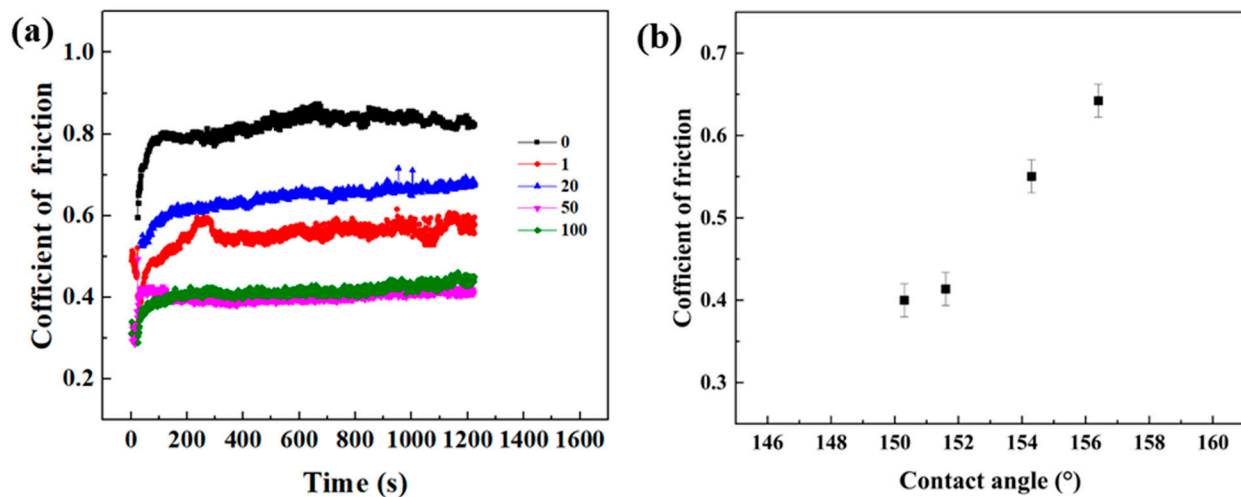 (a)
Cofficient of friction
1.0
0.8
0.6
0.4
0.2
0
1
20
50
100
0 200 400 600 800 1000 1200 1400 1600
Time (s)
(b)
Cofficient of friction
0.7
0.6
0.5
0.4
0.3
146 148 150 152 154 156 158 160
Contact angle (°)